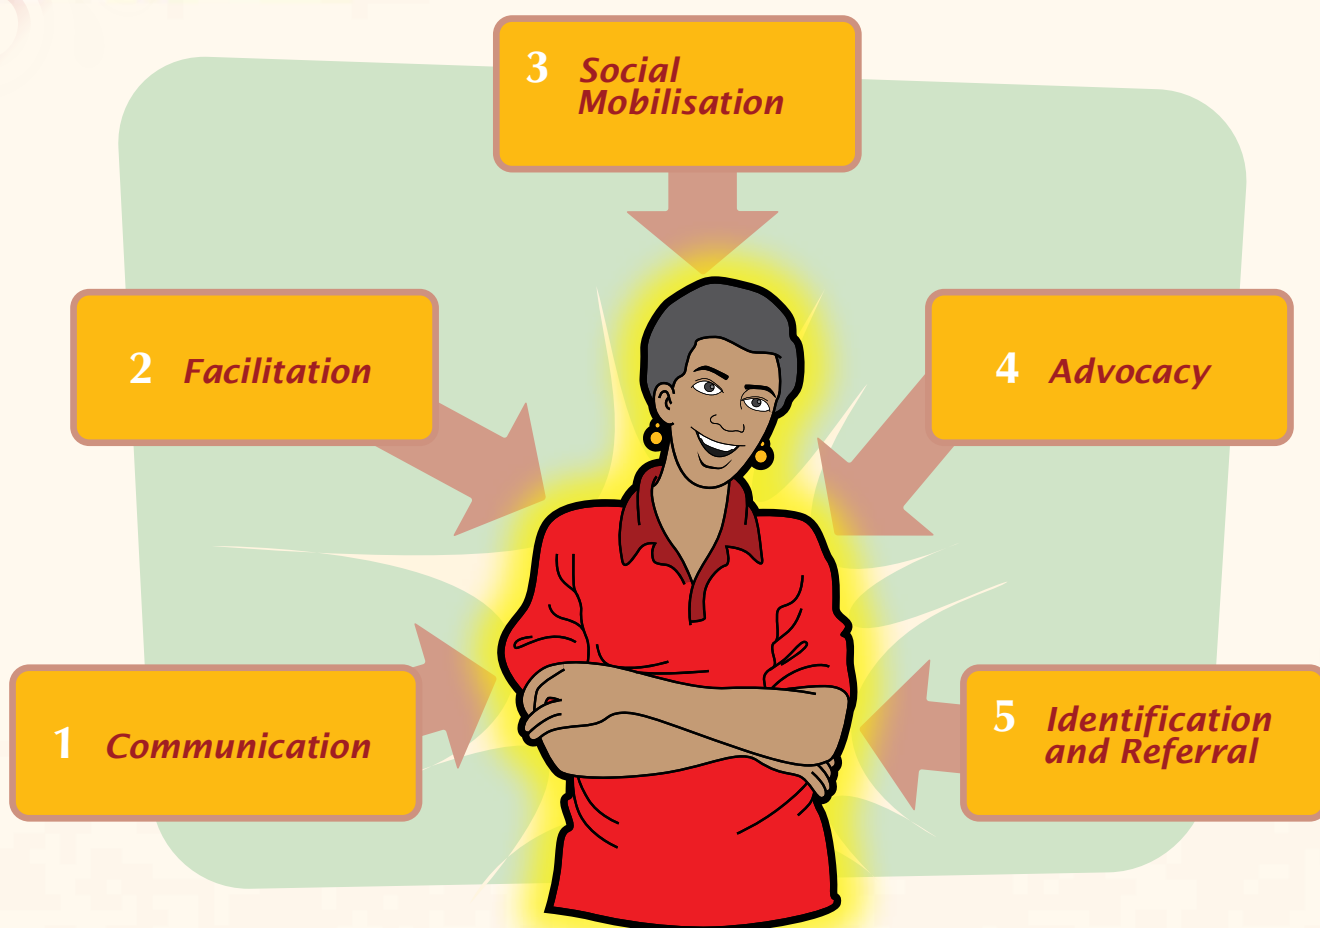 3 Social
Mobilisation
2 Facilitation
4 Advocacy
1 Communication
5 Identification
and Referral